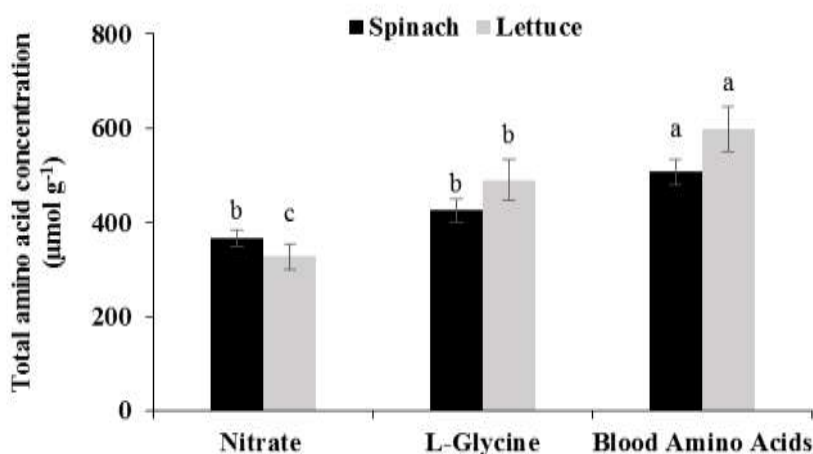 Spinach Lettuce
Total amino acid concentration
(µmol g⁻¹)
800
600
400
200
0
b c
b b
a a
Nitrate L-Glycine Blood Amino Acids